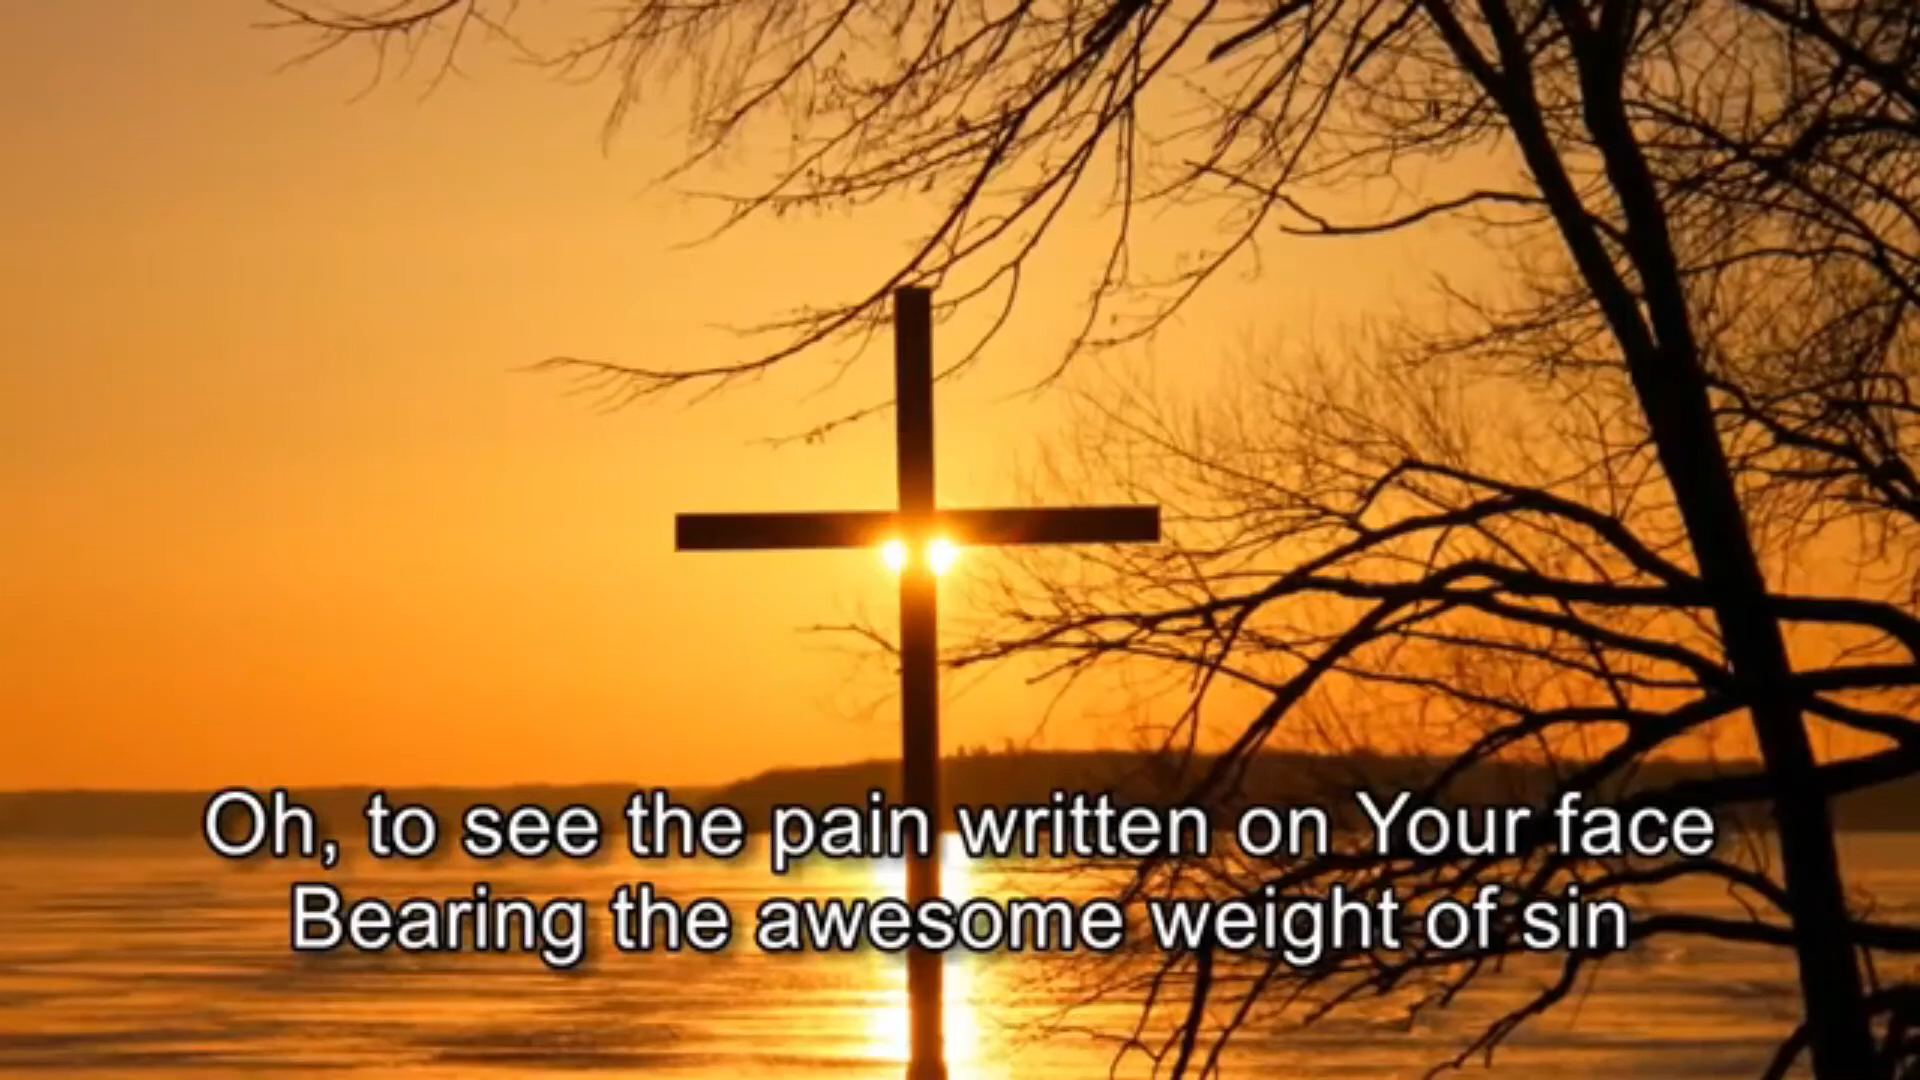 Oh, to see the pain written on Your face
Bearing the awesome weight of sin